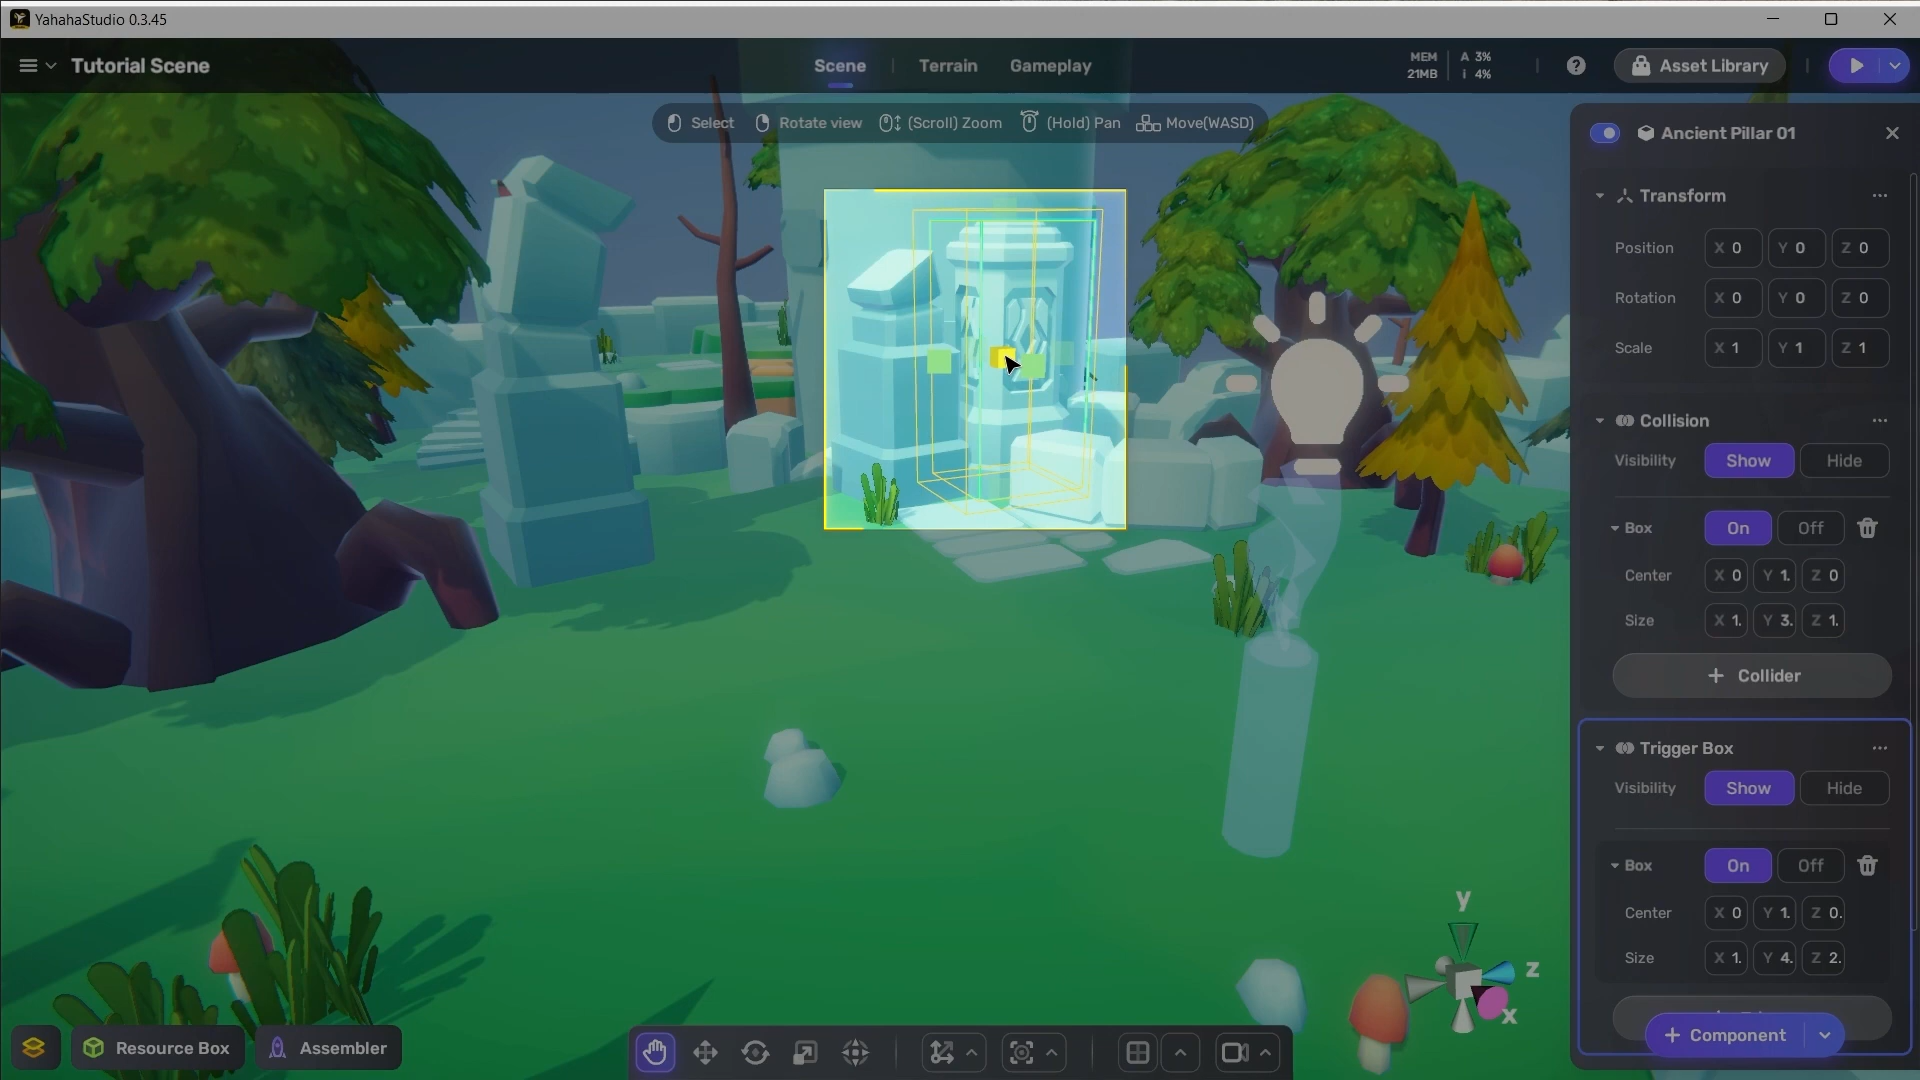 YahahaStudio 0.3.45
Tutorial Scene
Scene
Terrain
Gameplay
MEM
21MB
A 3%
i 4%
Asset Library
Select
Rotate view
(Scroll) Zoom
(Hold) Pan
Move(WASD)
Ancient Pillar 01
Transform
Position X 0 Y 0 Z 0
Rotation X 0 Y 0 Z 0
Scale X 1 Y 1 Z 1
Collision
Visibility Show Hide
Box On Off
Center X 0 Y 1. Z 0
Size X 1. Y 3. Z 1.
+ Collider
Trigger Box
Visibility Show Hide
Box On Off
Center X 0 Y 1. Z 0.
Size X 1. Y 4. Z 2.
+ Component
y
z
x
Resource Box
Assembler